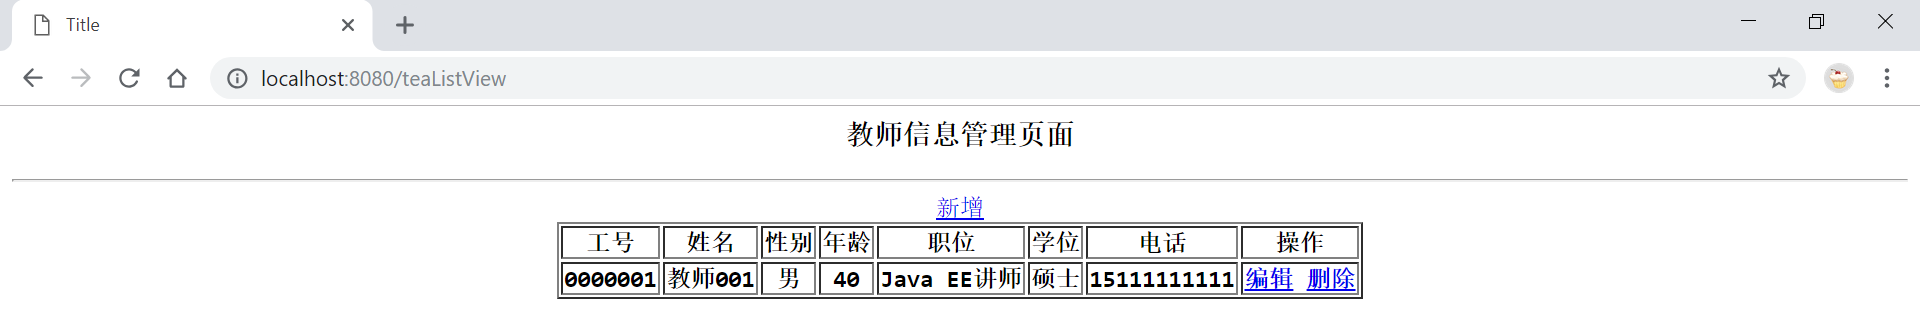 Title
localhost:8080/teaListView
教师信息管理页面
新增
工号 姓名 性别 年龄 职位 学位 电话 操作
0000001 教师001 男 40 Java EE讲师 硕士 15111111111 编辑 删除